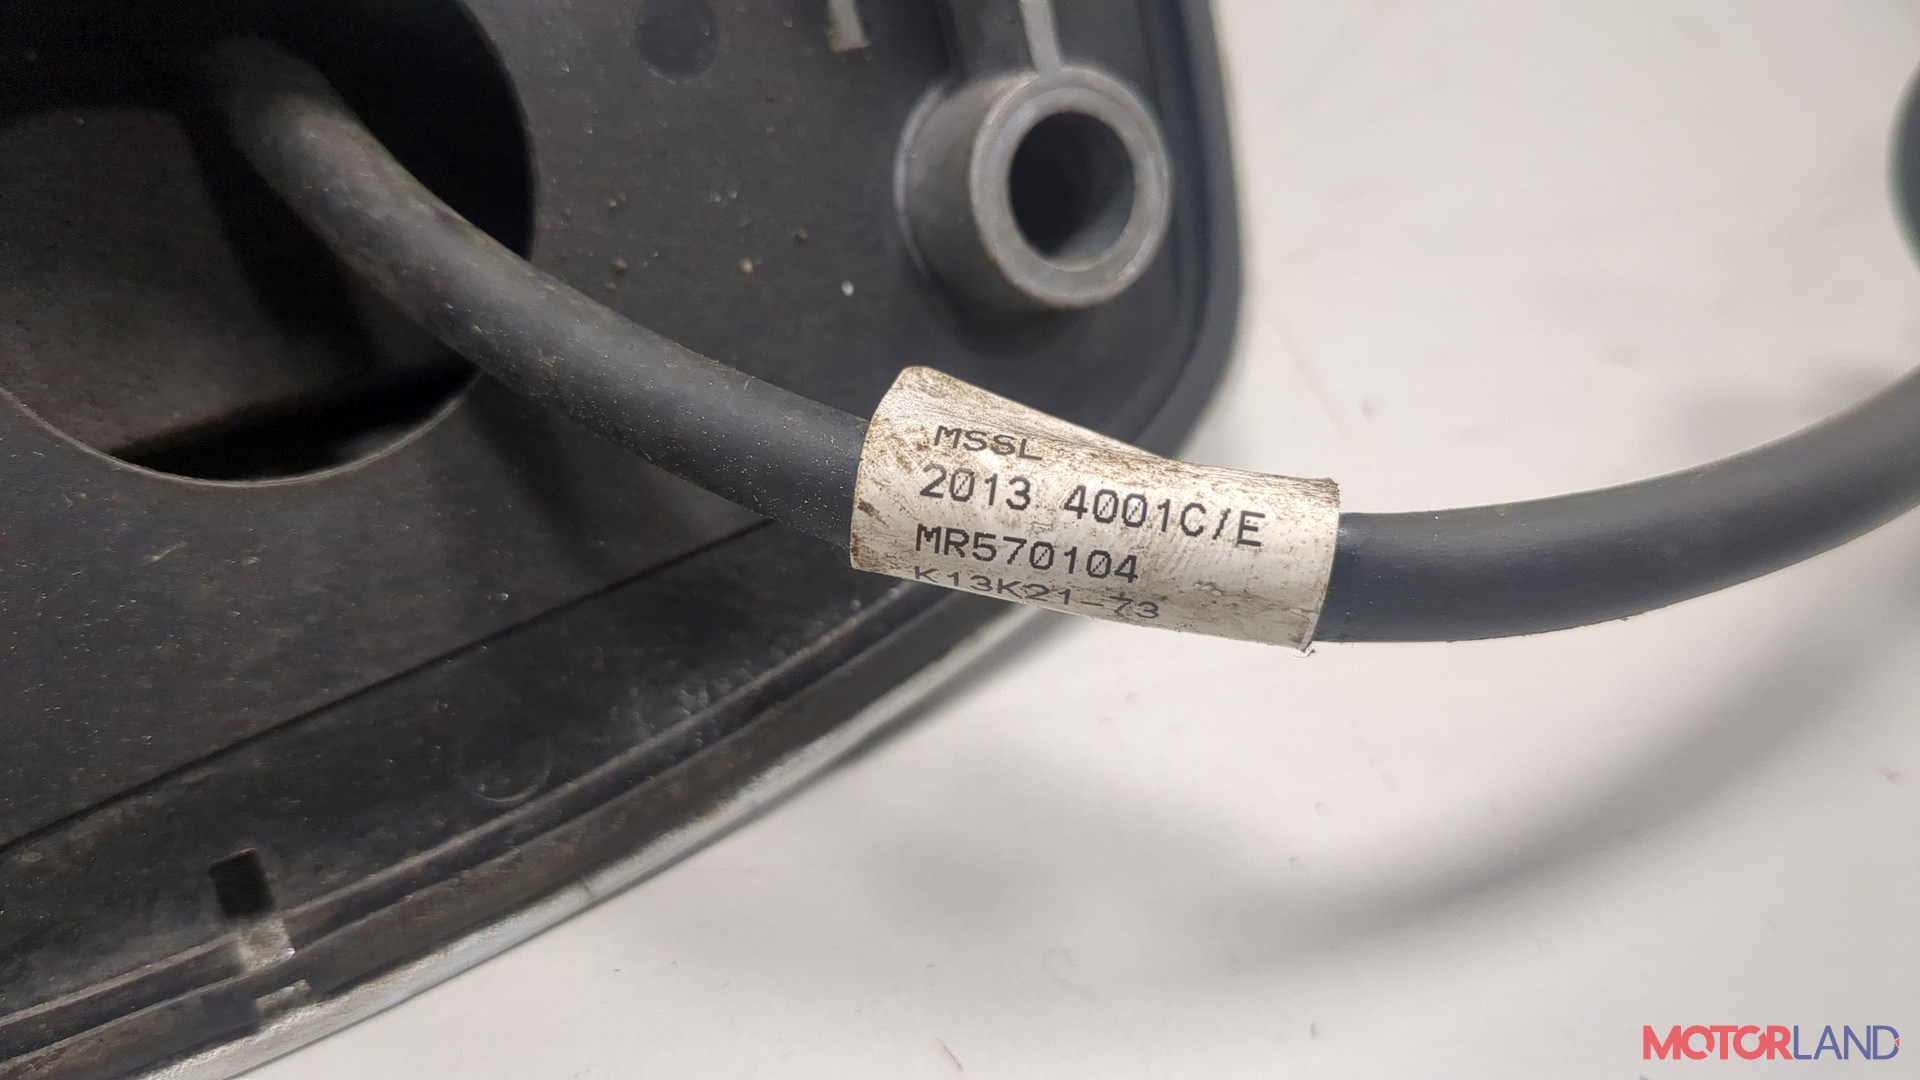 MSSL
2013 4001C/E
MR570104
K13K21-73
MOTORLAND